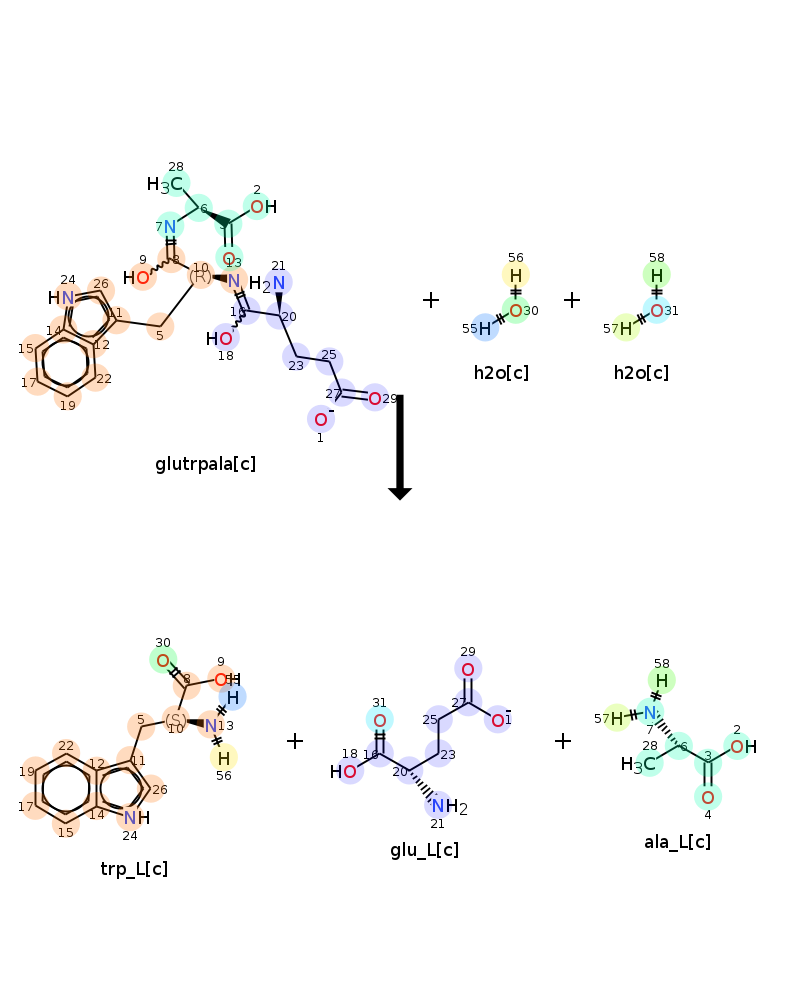 28
H3C
2
OH
6
3
7 N
O
9
HO
8
10
(R)
13
N
21
H2N
24
HN
26
11
14
12
15
17
19
22
5
16
HO
18
20
23
25
27
O 29
O-
1
glutrpala[c]
+
56
H
O 30
55 H
h2o[c]
+
58
H
O 31
57 H
h2o[c]
30
O
9
OH
8
55
H
(S)
10
N 13
H
56
5
11
22
12
19
17
15
14
26
NH
24
trp_L[c]
+
29
O
27
O-
1
25
31
O
18
HO
16
23
20
NH2
21
glu_L[c]
+
58
H
57 H
N
7
28
H3C
6
2
OH
3
O
4
ala_L[c]